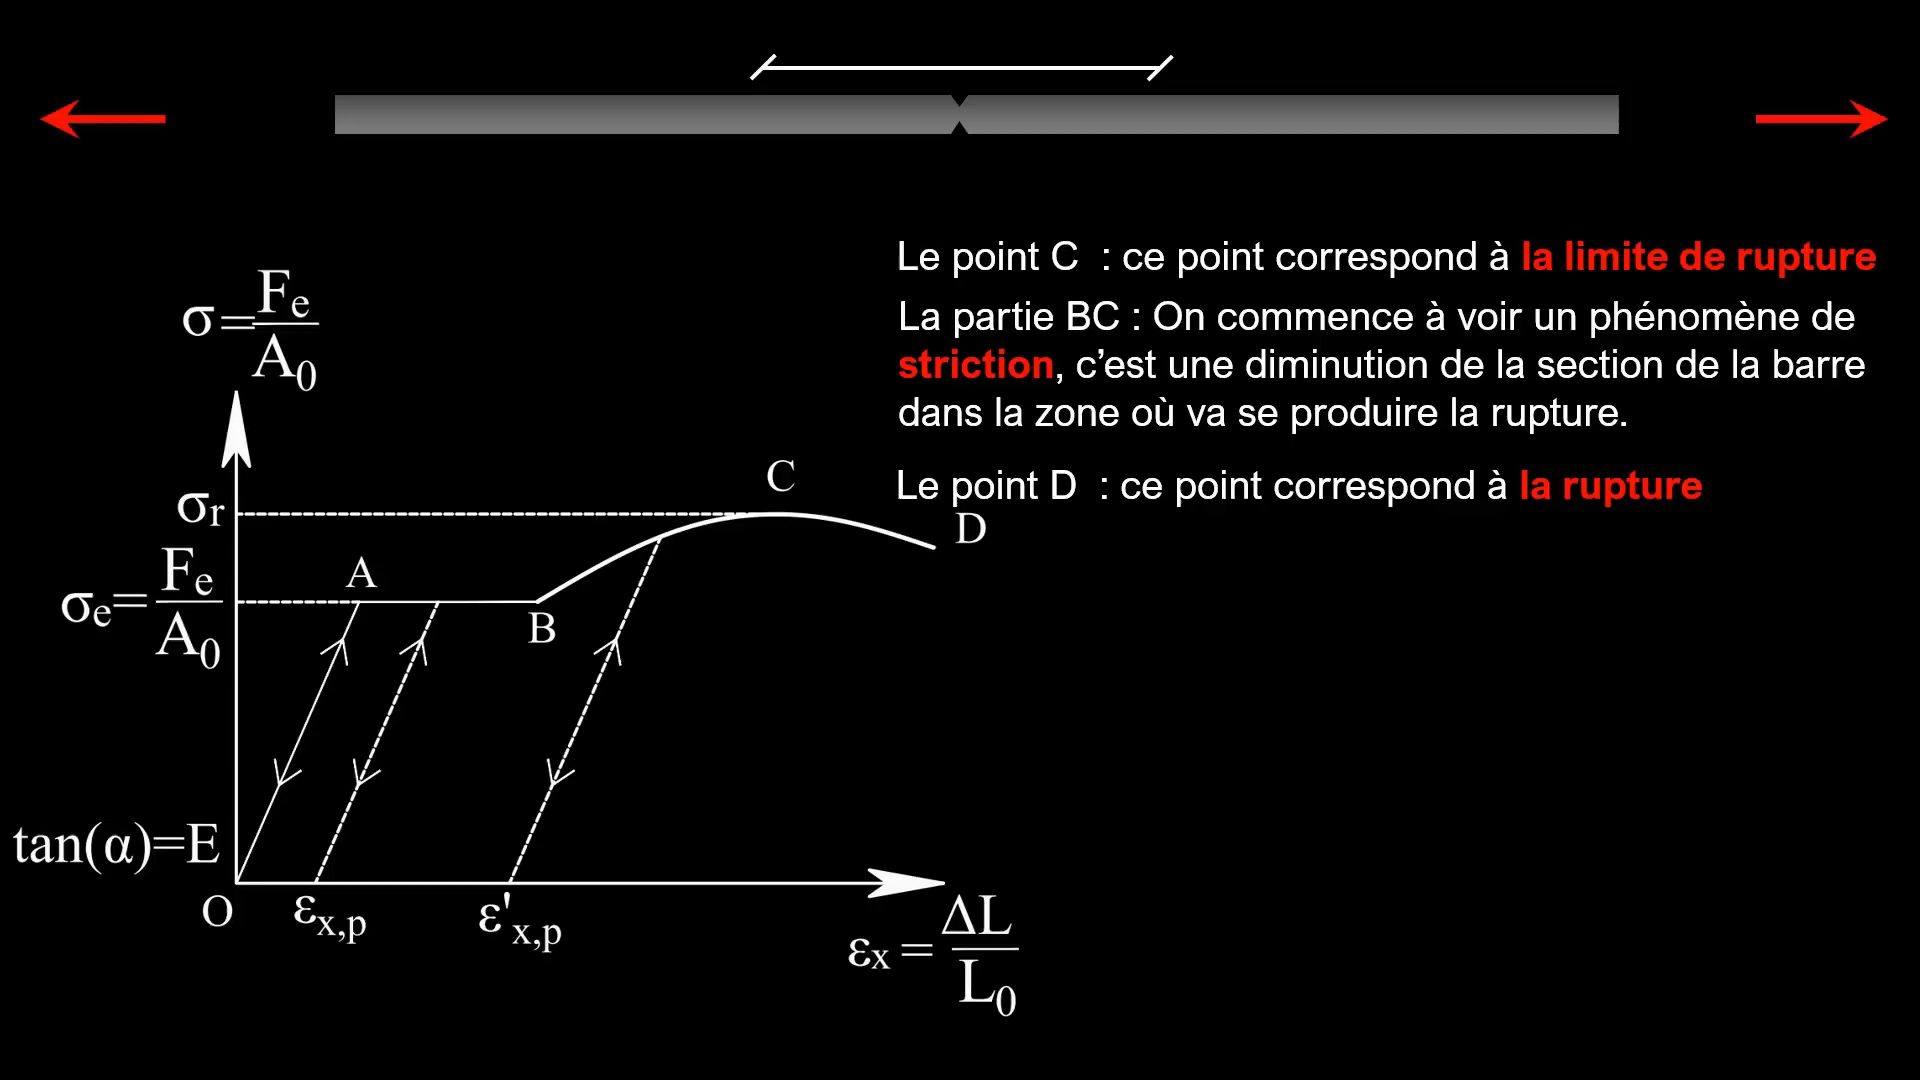 Le point C : ce point correspond à la limite de rupture
La partie BC : On commence à voir un phénomène de
striction, c’est une diminution de la section de la barre
dans la zone où va se produire la rupture.
Le point D : ce point correspond à la rupture
σ=Fe/A0
σr
C
D
σe=Fe/A0
A
B
tan(α)=E
O
εx,p
ε'x,p
εx = ΔL/L0